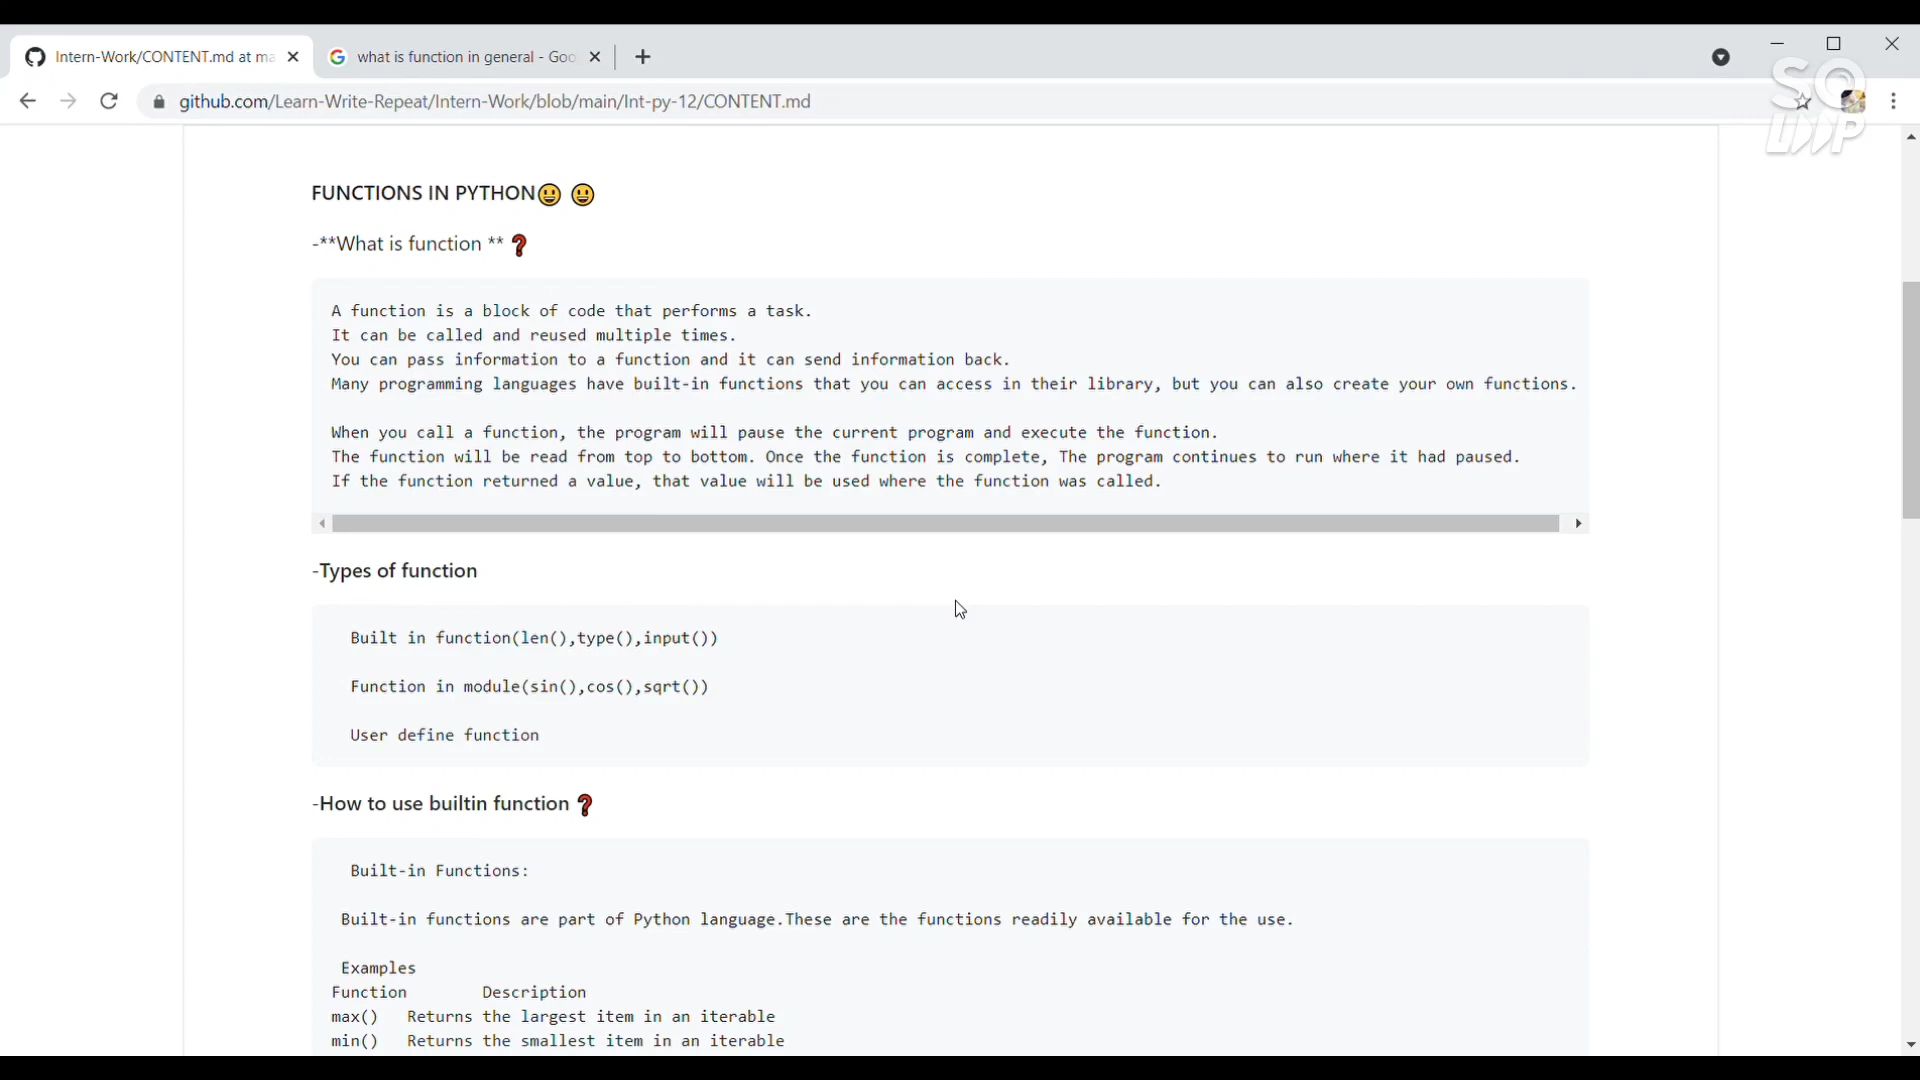 Intern-Work/CONTENT.md at ma
what is function in general - Goo
github.com/Learn-Write-Repeat/Intern-Work/blob/main/Int-py-12/CONTENT.md
FUNCTIONS IN PYTHON😃 😃
-**What is function ** ❓
A function is a block of code that performs a task.
It can be called and reused multiple times.
You can pass information to a function and it can send information back.
Many programming languages have built-in functions that you can access in their library, but you can also create your own functions.
When you call a function, the program will pause the current program and execute the function.
The function will be read from top to bottom. Once the function is complete, The program continues to run where it had paused.
If the function returned a value, that value will be used where the function was called.
-Types of function
Built in function(len(),type(),input())
Function in module(sin(),cos(),sqrt())
User define function
-How to use builtin function ❓
Built-in Functions:
Built-in functions are part of Python language.These are the functions readily available for the use.
Examples
Function Description
max() Returns the largest item in an iterable
min() Returns the smallest item in an iterable